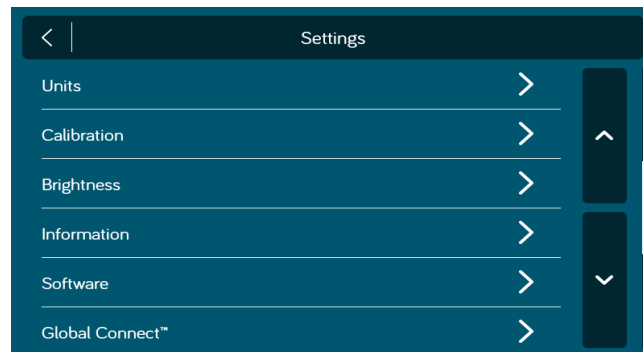 Settings
Units
Calibration
Brightness
Information
Software
Global Connect™